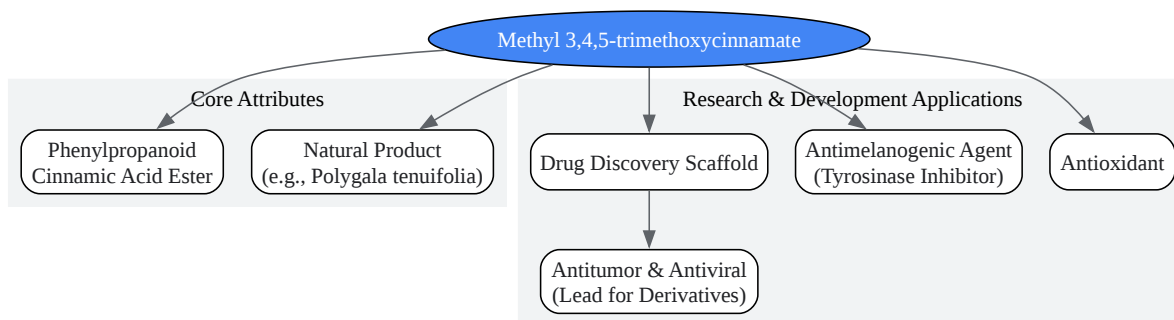 Methyl 3,4,5-trimethoxycinnamate
Core Attributes
Research & Development Applications
Phenylpropanoid
Cinnamic Acid Ester
Natural Product
(e.g., Polygala tenuifolia)
Drug Discovery Scaffold
Antimelanogenic Agent
(Tyrosinase Inhibitor)
Antioxidant
Antitumor & Antiviral
(Lead for Derivatives)